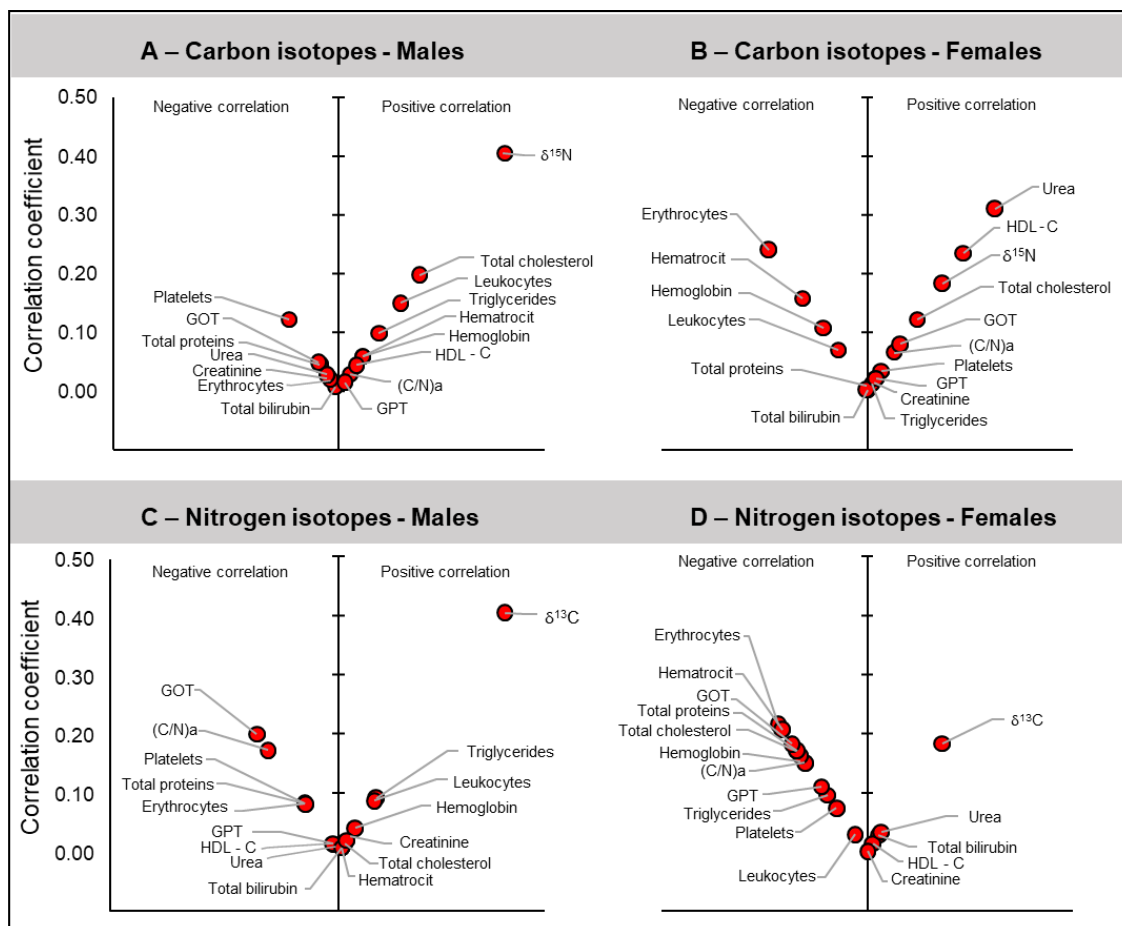 A – Carbon isotopes - Males
B – Carbon isotopes - Females
Correlation coefficient
0.50
0.40
0.30
0.20
0.10
0.00
Negative correlation
Positive correlation
δ¹⁵N
Total cholesterol
Leukocytes
Triglycerides
Hematrocit
Hemoglobin
HDL - C
(C/N)a
GPT
Platelets
GOT
Total proteins
Urea
Creatinine
Erythrocytes
Total bilirubin
Negative correlation
Positive correlation
Urea
HDL - C
δ¹⁵N
Total cholesterol
GOT
(C/N)a
Platelets
GPT
Creatinine
Triglycerides
Erythrocytes
Hematrocit
Hemoglobin
Leukocytes
Total proteins
Total bilirubin
C – Nitrogen isotopes - Males
D – Nitrogen isotopes - Females
Correlation coefficient
0.50
0.40
0.30
0.20
0.10
0.00
Negative correlation
Positive correlation
δ¹³C
GOT
(C/N)a
Platelets
Total proteins
Erythrocytes
GPT
HDL - C
Urea
Total bilirubin
Triglycerides
Leukocytes
Hemoglobin
Creatinine
Total cholesterol
Hematrocit
Negative correlation
Positive correlation
Erythrocytes
Hematrocit
GOT
Total proteins
Total cholesterol
Hemoglobin
(C/N)a
GPT
Triglycerides
Platelets
Leukocytes
δ¹³C
Urea
Total bilirubin
HDL - C
Creatinine